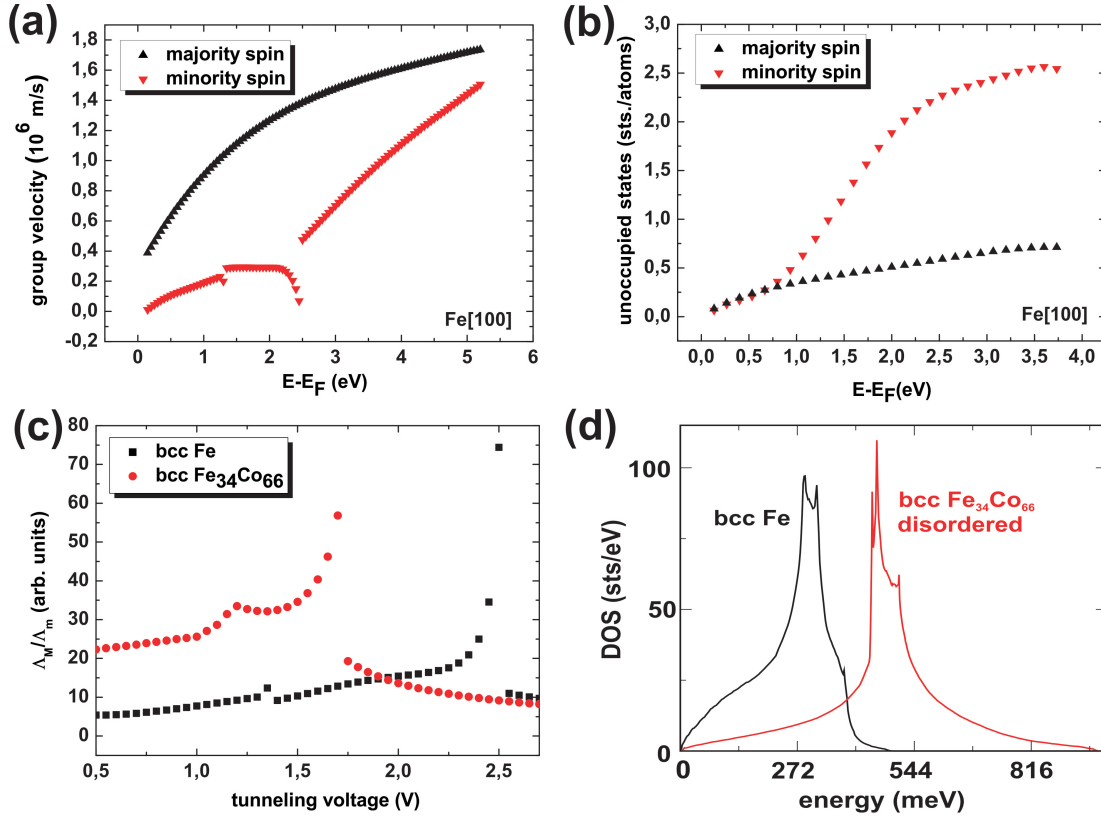 (a)
1,8
1,6
1,4
1,2
1,0
0,8
0,6
0,4
0,2
0,0
-0,2
group velocity (10⁶ m/s)
majority spin
minority spin
Fe[100]
0 1 2 3 4 5 6
E-E_F (eV)
(b)
3,0
2,5
2,0
1,5
1,0
0,5
0,0
unoccupied states (sts./atoms)
majority spin
minority spin
Fe[100]
0,0 0,5 1,0 1,5 2,0 2,5 3,0 3,5 4,0
E-E_F(eV)
(c)
80
70
60
50
40
30
20
10
0
Λ_M/Λ_m (arb. units)
bcc Fe
bcc Fe₃₄Co₆₆
0,5 1,0 1,5 2,0 2,5
tunneling voltage (V)
(d)
100
50
0
DOS (sts/eV)
bcc Fe
bcc Fe₃₄Co₆₆
disordered
0 272 544 816
energy (meV)